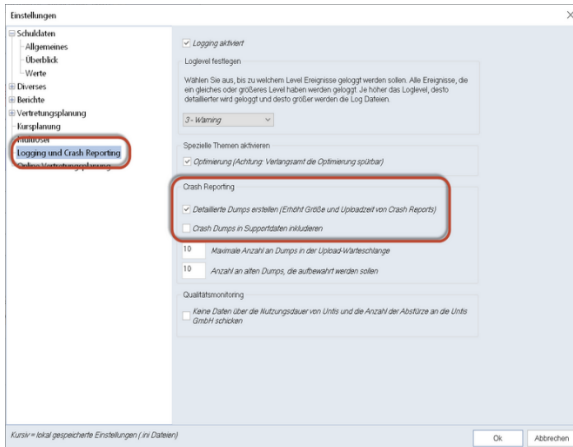 Einstellungen
Schuldaten
Allgemeines
Überblick
Werte
Diverses
Berichte
Vertretungsplanung
Kursplanung
Multiuser
Logging und Crash Reporting
Online Vertretungsplanung
Logging aktiviert
Loglevel festlegen
Wählen Sie aus, bis zu welchem Level Ereignisse geloggt werden sollen. Alle Ereignisse, die
ein gleiches oder größeres Level haben werden geloggt. Je höher das Loglevel, desto
detaillierter wird geloggt und desto größer werden die Log Dateien.
3 - Warning
Spezielle Themen aktivieren
Optimierung (Achtung: Verlangsamt die Optimierung spürbar)
Crash Reporting
Detaillierte Dumps erstellen (Erhöht Größe und Uploadzeit von Crash Reports)
Crash Dumps in Supportdaten inkludieren
10 Maximale Anzahl an Dumps in der Upload-Warteschlange
10 Anzahl an alten Dumps, die aufbewahrt werden sollen
Qualitätsmonitoring
Keine Daten über die Nutzungsdauer von Untis und die Anzahl der Abstürze an die Untis
GmbH schicken
Kursiv = lokal gespeicherte Einstellungen (.ini Dateien)
Ok
Abbrechen